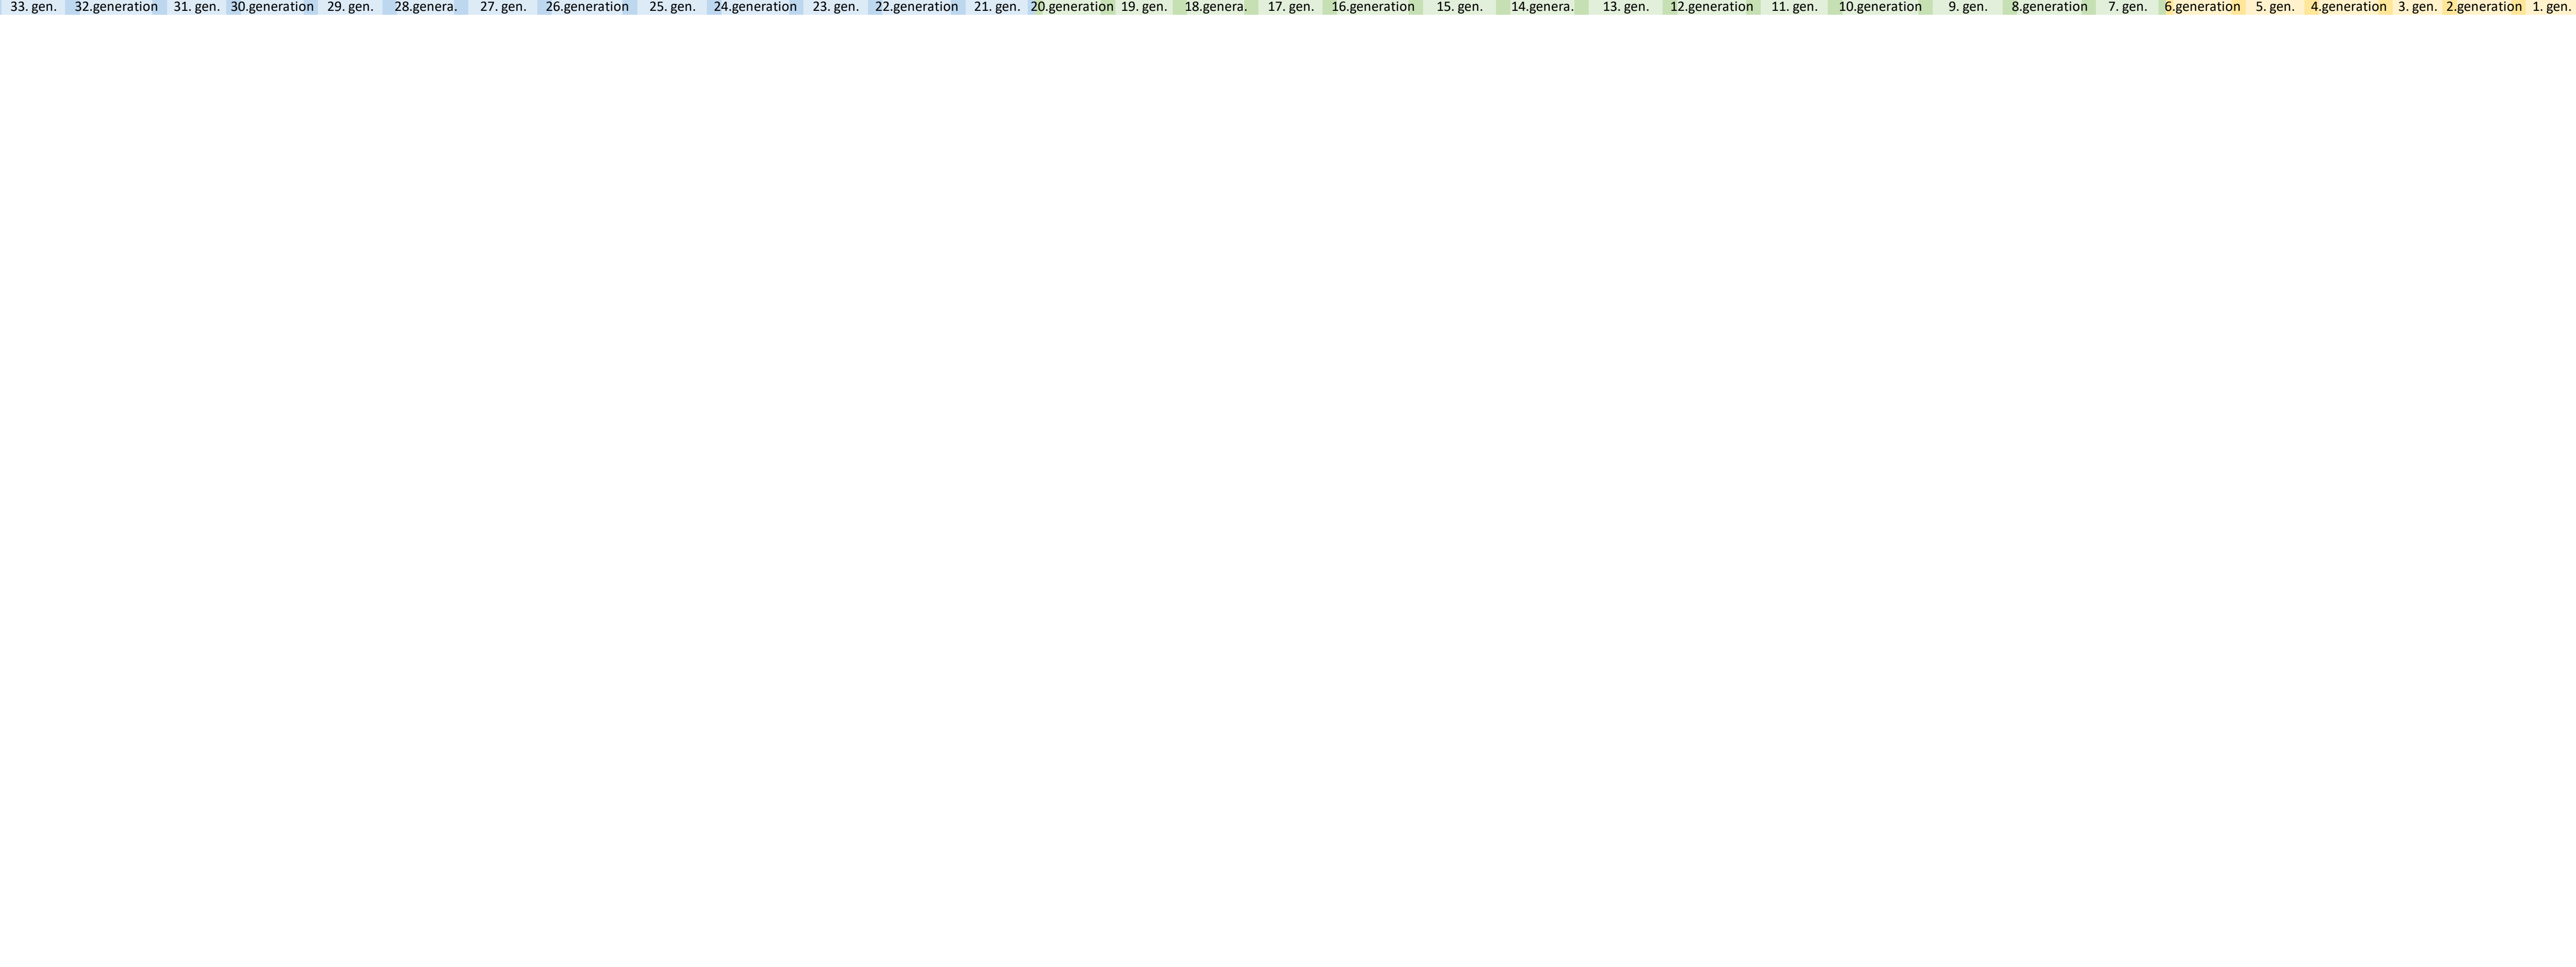 33. gen. 32.generation 31. gen. 30.generation 29. gen. 28.genera. 27. gen. 26.generation 25. gen. 24.generation 23. gen. 22.generation 21. gen. 20.generation 19. gen. 18.genera. 17. gen. 16.generation 15. gen. 14.genera. 13. gen. 12.generation 11. gen. 10.generation 9. gen. 8.generation 7. gen. 6.generation 5. gen. 4.generation 3. gen. 2.generation 1. gen.